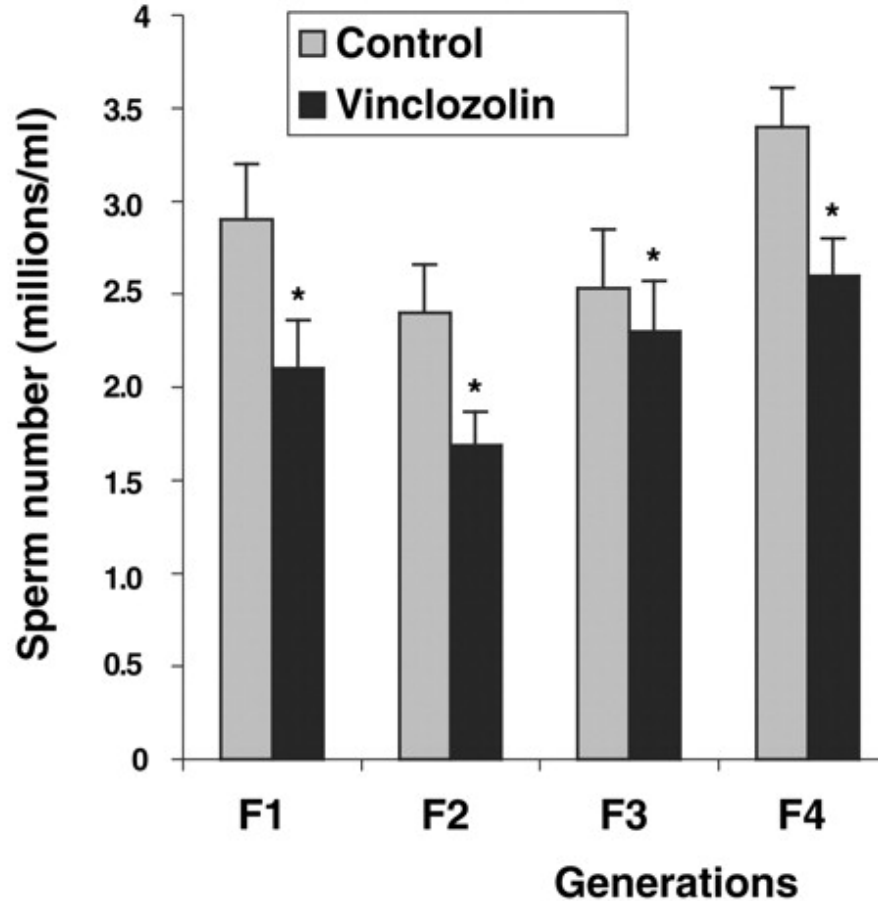 4
Control
Vinclozolin
3.5
3.0
2.5
2.0
1.5
1.0
0.5
0
Sperm number (millions/ml)
*
*
*
*
F1 F2 F3 F4
Generations